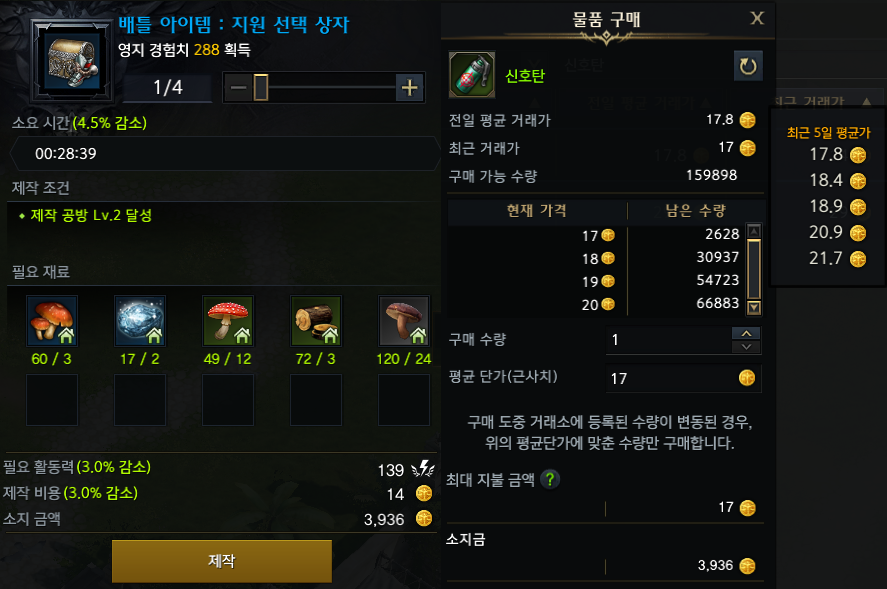 배틀 아이템 : 지원 선택 상자
영지 경험치 288 획득
1/4
소요 시간(4.5% 감소)
00:28:39
제작 조건
제작 공방 Lv.2 달성
필요 재료
60 / 3
17 / 2
49 / 12
72 / 3
120 / 24
필요 활동력(3.0% 감소)
139
제작 비용(3.0% 감소)
14
소지 금액
3,936
제작
물품 구매
X
신호탄
전일 평균 거래가
17.8
최근 거래가
17
구매 가능 수량
159898
현재 가격 남은 수량
17 2628
18 30937
19 54723
20 66883
구매 수량
1
평균 단가(근사치)
17
구매 도중 거래소에 등록된 수량이 변동된 경우,
위의 평균단가에 맞춘 수량만 구매합니다.
최대 지불 금액 ?
17
소지금
3,936
최근 거래가 ▲
최근 5일 평균가
17.8
18.4
18.9
20.9
21.7